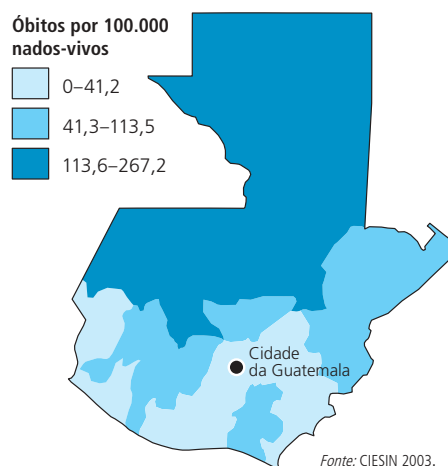 Óbitos por 100.000
nados-vivos
0–41,2
41,3–113,5
113,6–267,2
Cidade
da Guatemala
Fonte: CIESIN 2003.